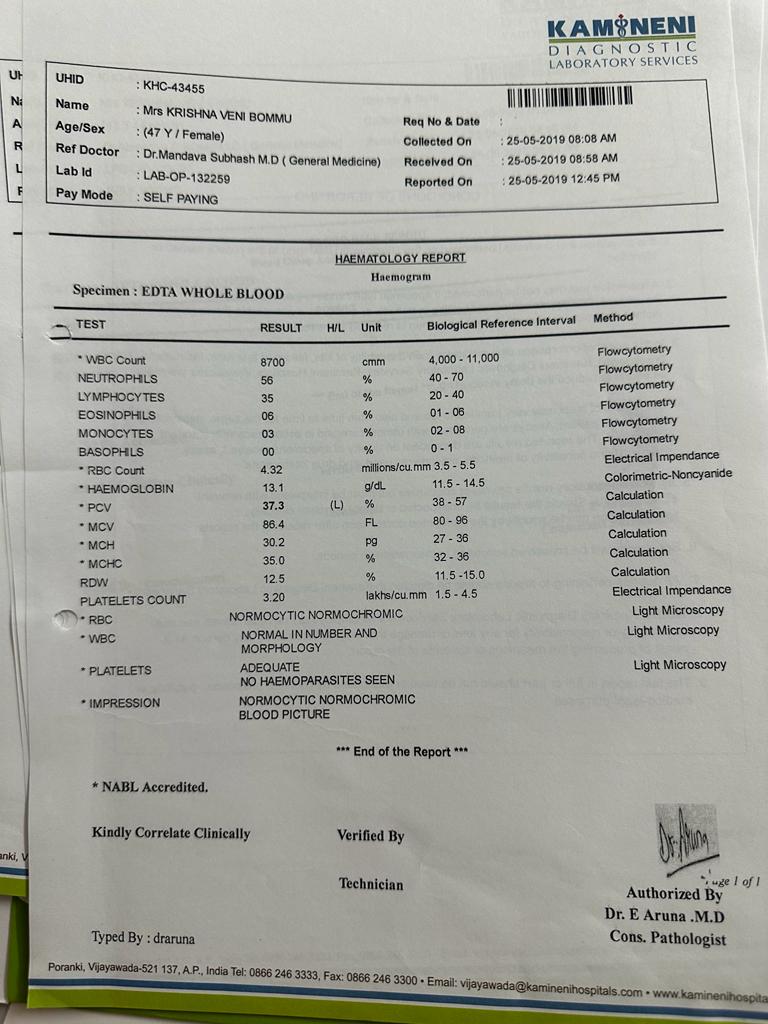 KAMINENI
DIAGNOSTIC
LABORATORY SERVICES
UHID : KHC-43455
Name : Mrs KRISHNA VENI BOMMU
Age/Sex : (47 Y / Female)
Ref Doctor : Dr.Mandava Subhash M.D ( General Medicine)
Lab Id : LAB-OP-132259
Pay Mode : SELF PAYING
Req No & Date :
Collected On : 25-05-2019 08:08 AM
Received On : 25-05-2019 08:58 AM
Reported On : 25-05-2019 12:45 PM
HAEMATOLOGY REPORT
Haemogram
Specimen : EDTA WHOLE BLOOD
TEST RESULT H/L Unit Biological Reference Interval Method
* WBC Count 8700 cmm 4,000 - 11,000 Flowcytometry
NEUTROPHILS 56 % 40 - 70 Flowcytometry
LYMPHOCYTES 35 % 20 - 40 Flowcytometry
EOSINOPHILS 06 % 01 - 06 Flowcytometry
MONOCYTES 03 % 02 - 08 Flowcytometry
BASOPHILS 00 % 0 - 1 Flowcytometry
* RBC Count 4.32 millions/cu.mm 3.5 - 5.5 Electrical Impendance
* HAEMOGLOBIN 13.1 g/dL 11.5 - 14.5 Colorimetric-Noncyanide
* PCV 37.3 (L) % 38 - 57 Calculation
* MCV 86.4 FL 80 - 96 Calculation
* MCH 30.2 pg 27 - 36 Calculation
* MCHC 35.0 % 32 - 36 Calculation
RDW 12.5 % 11.5 -15.0 Calculation
PLATELETS COUNT 3.20 lakhs/cu.mm 1.5 - 4.5 Electrical Impendance
* RBC NORMOCYTIC NORMOCHROMIC Light Microscopy
* WBC NORMAL IN NUMBER AND Light Microscopy
MORPHOLOGY
* PLATELETS ADEQUATE Light Microscopy
NO HAEMOPARASITES SEEN
* IMPRESSION NORMOCYTIC NORMOCHROMIC
BLOOD PICTURE
*** End of the Report ***
* NABL Accredited.
Kindly Correlate Clinically Verified By
Dr. Aruna
Technician
1 of 1
Authorized By
Dr. E Aruna .M.D
Cons. Pathologist
Typed By : draruna
Poranki, Vijayawada-521 137, A.P., India Tel: 0866 246 3333, Fax: 0866 246 3300 • Email: vijayawada@kaminenihospitals.com • www.kaminenihospita